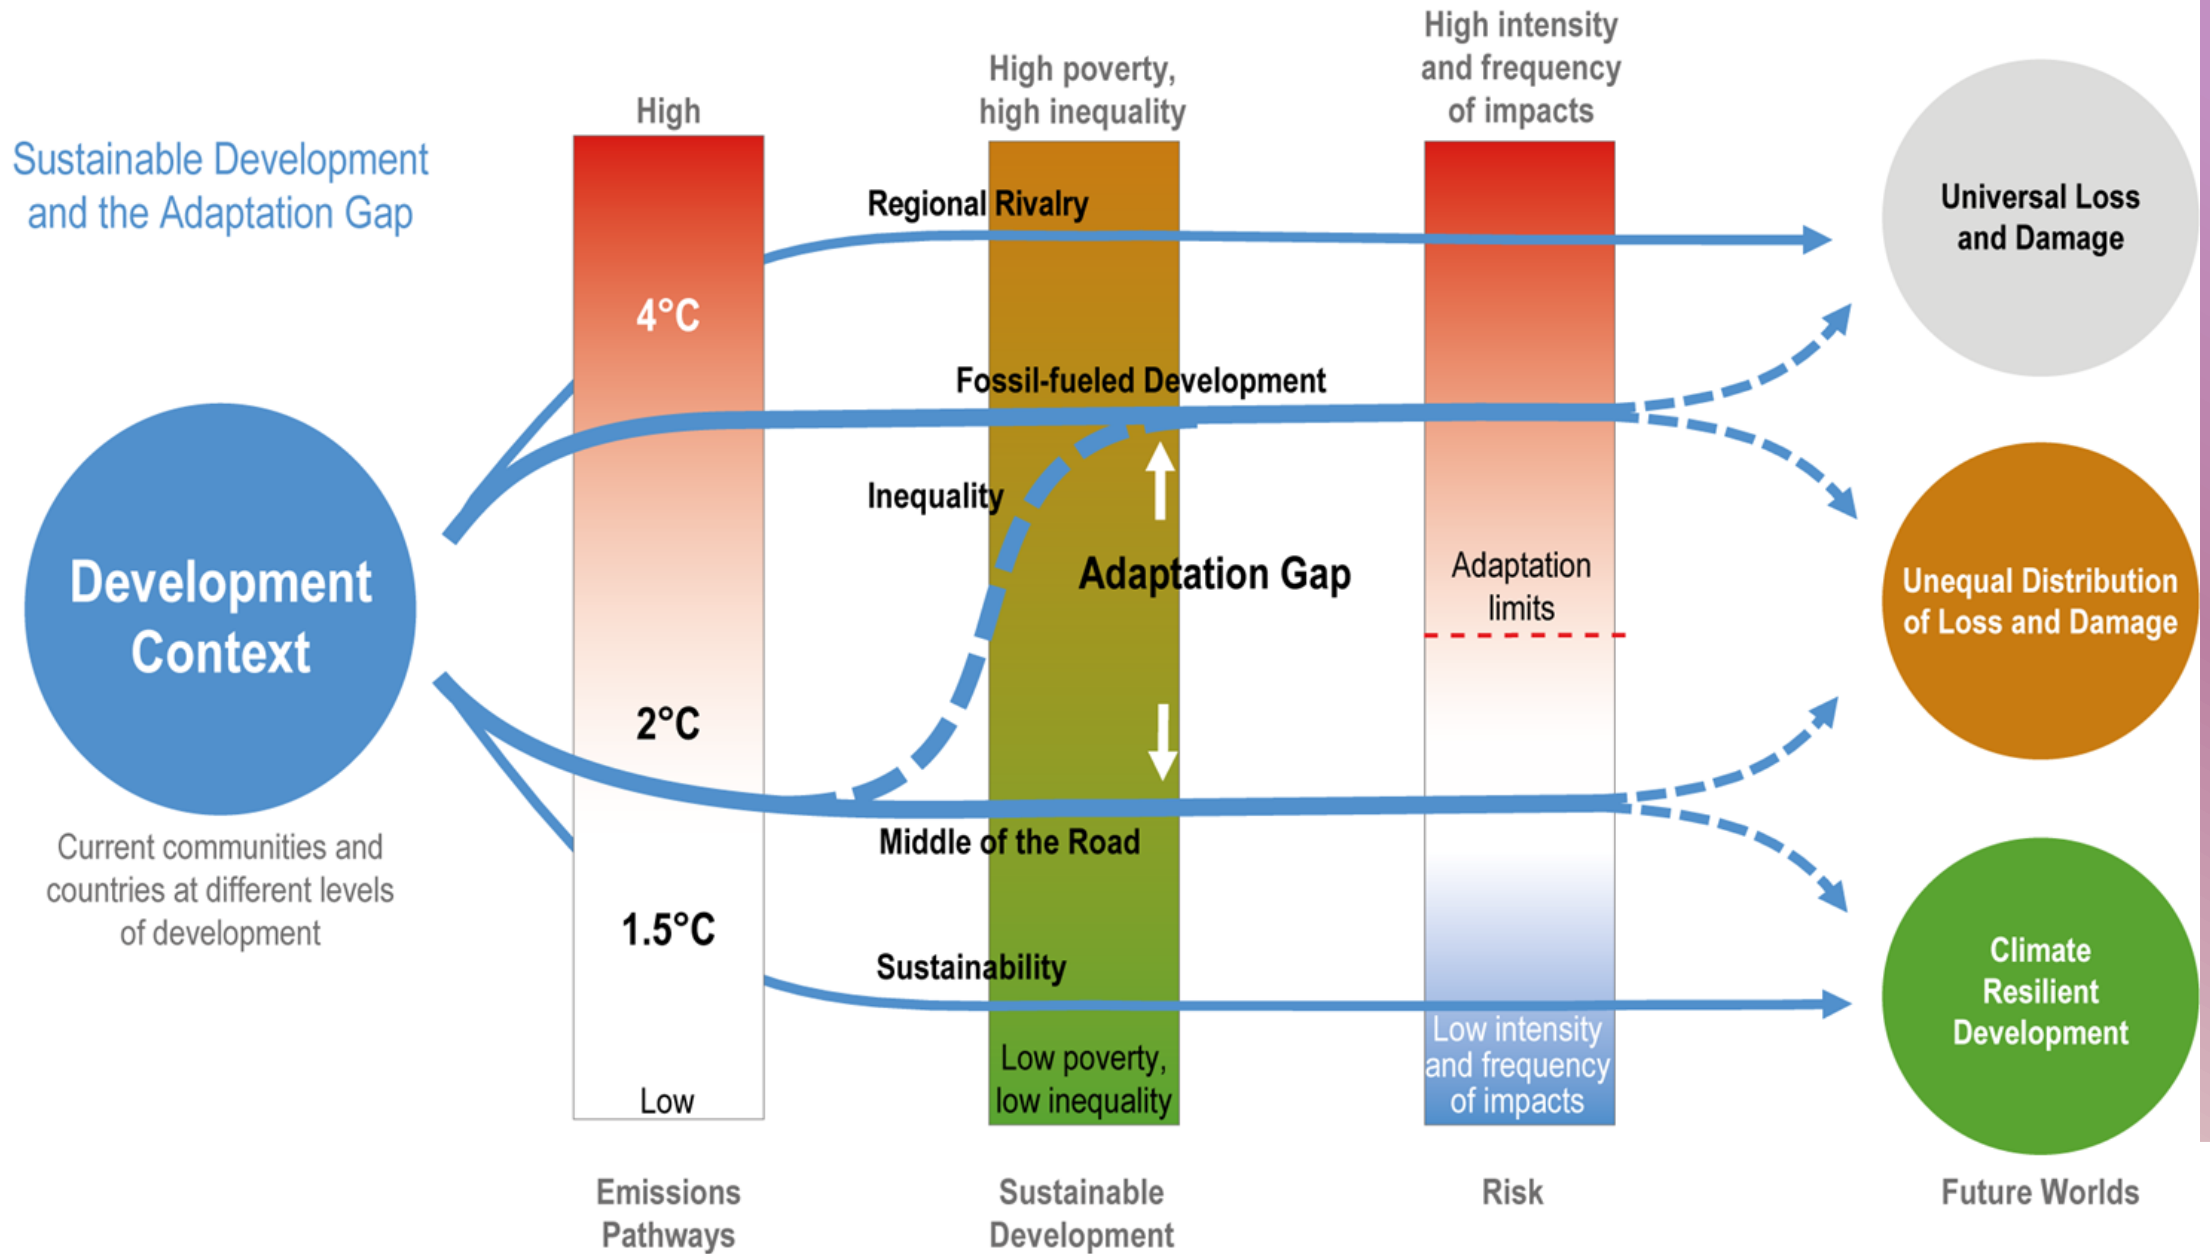 Sustainable Development
and the Adaptation Gap
Development
Context
Current communities and
countries at different levels
of development
High
4°C
2°C
1.5°C
Low
Emissions
Pathways
High poverty,
high inequality
Regional Rivalry
Fossil-fueled Development
Inequality
Adaptation Gap
Middle of the Road
Sustainability
Low poverty,
low inequality
Sustainable
Development
High intensity
and frequency
of impacts
Adaptation
limits
Low intensity
and frequency
of impacts
Risk
Universal Loss
and Damage
Unequal Distribution
of Loss and Damage
Climate
Resilient
Development
Future Worlds